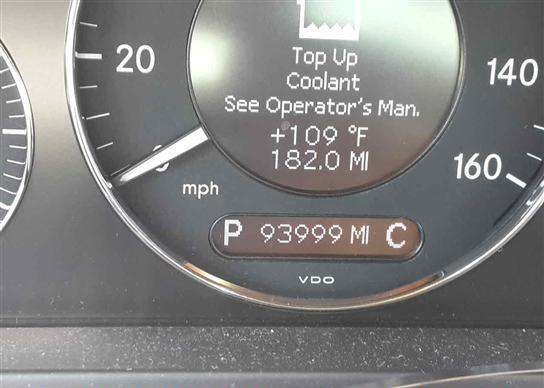 Top Up
Coolant
See Operator's Man.
+109 °F
182.0 MI
20
140
160
mph
P 93999 MI C
VDO